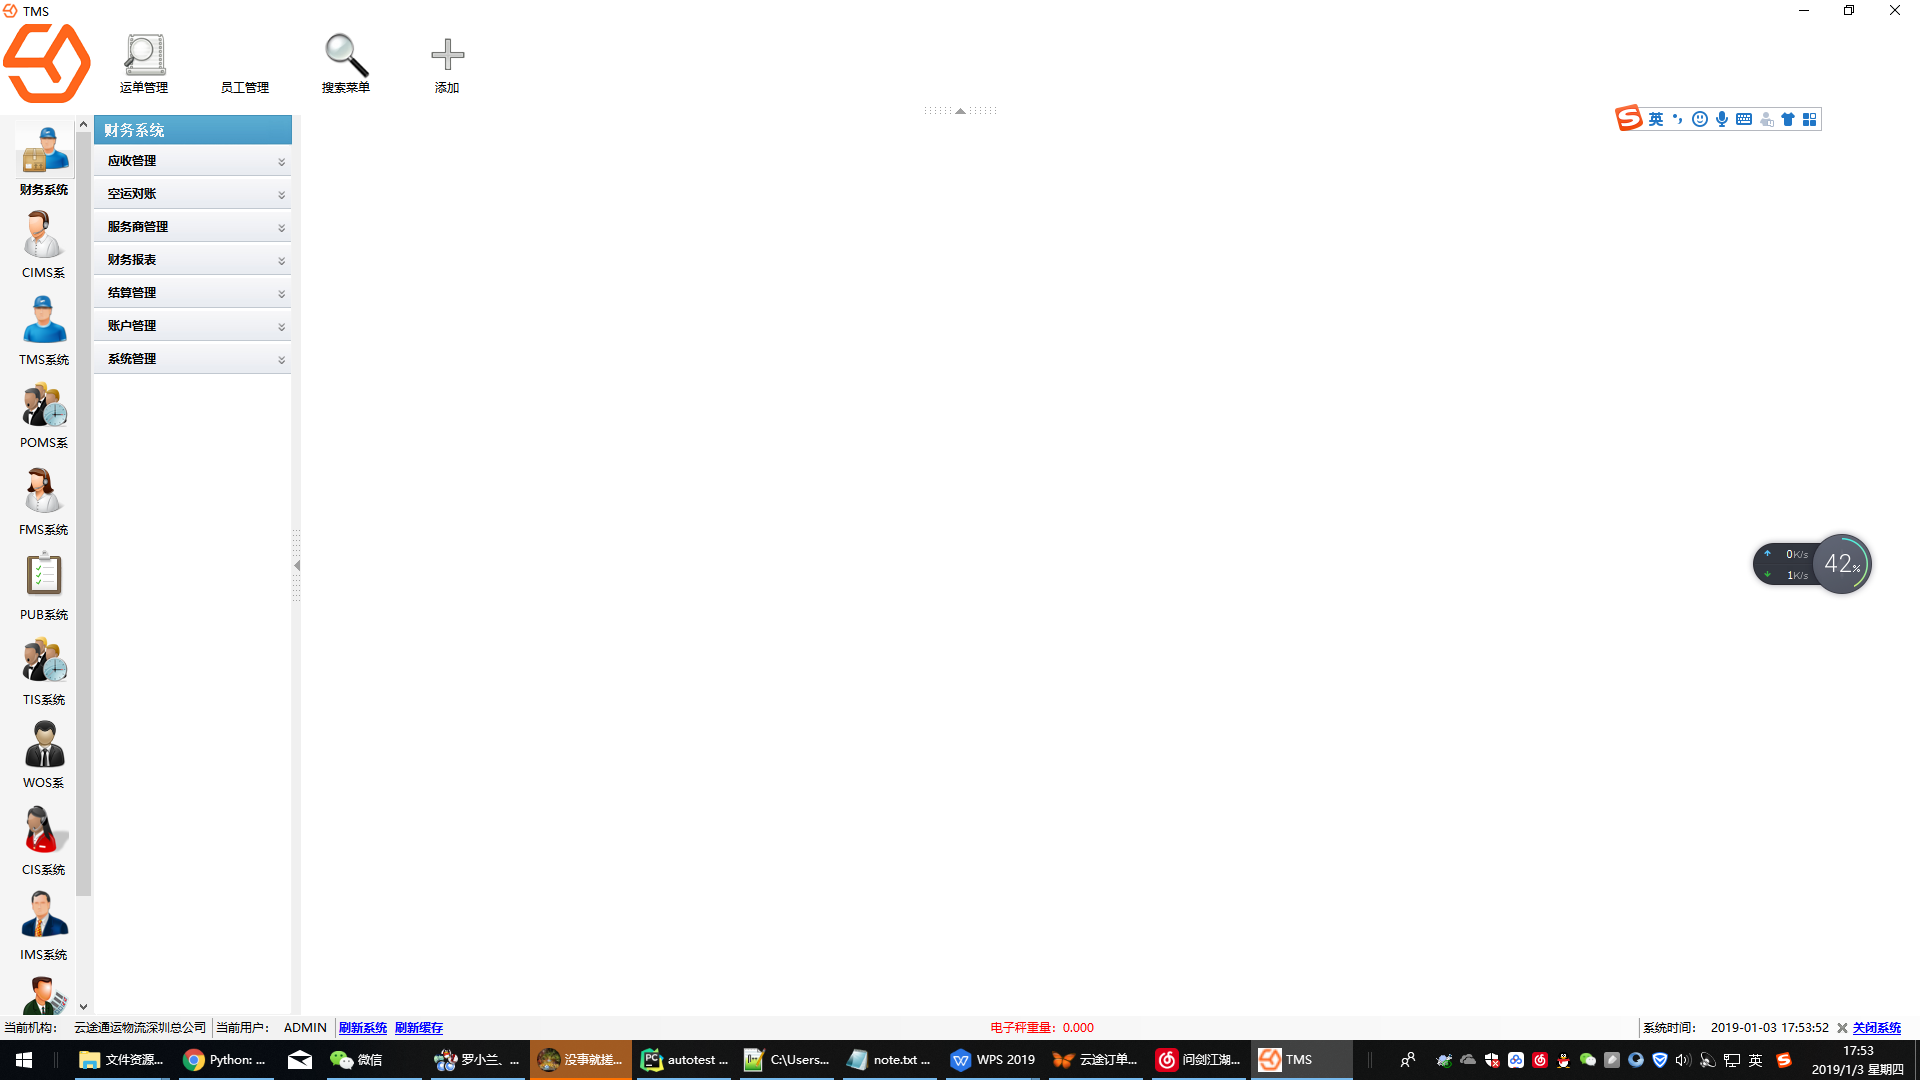 TMS
运单管理
员工管理
搜索菜单
添加
英
财务系统
应收管理
空运对账
服务商管理
财务报表
结算管理
账户管理
系统管理
财务系统
CIMS系
TMS系统
POMS系
FMS系统
PUB系统
TIS系统
WOS系
CIS系统
IMS系统
0K/s
1K/s
42%
当前机构: 云途通运物流深圳总公司 当前用户: ADMIN 刷新系统 刷新缓存 电子秤重量: 0.000 系统时间: 2019-01-03 17:53:52 关闭系统
文件资源... Python: ... 微信 罗小兰、... 没事就搓... autotest ... C:\Users... note.txt ... WPS 2019 云途订单... 问剑江湖... TMS 英
17:53
2019/1/3 星期四